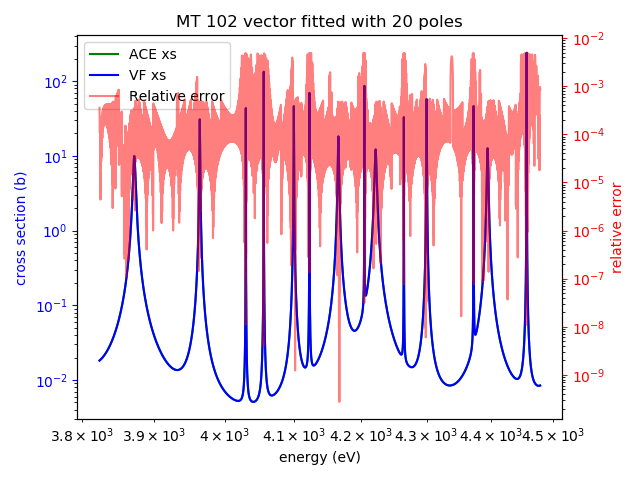 MT 102 vector fitted with 20 poles
ACE xs
VF xs
Relative error
cross section (b)
10²
10¹
10⁰
10⁻¹
10⁻²
10⁻²
10⁻³
10⁻⁴
10⁻⁵
10⁻⁶
10⁻⁷
10⁻⁸
10⁻⁹
relative error
3.8 × 10³ 3.9 × 10³ 4 × 10³ 4.1 × 10³ 4.2 × 10³ 4.3 × 10³ 4.4 × 10³ 4.5 × 10³
energy (eV)